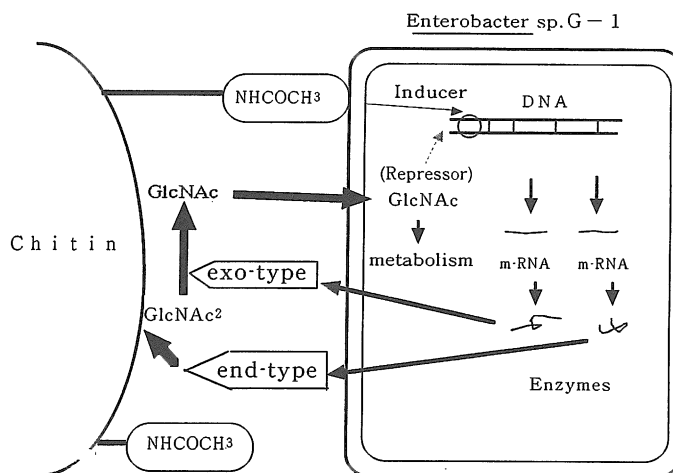 Enterobacter sp. G-1
NHCOCH³
Inducer
DNA
(Repressor)
GlcNAc
GlcNAc
metabolism
m-RNA
m-RNA
Chitin
exo-type
GlcNAc²
end-type
Enzymes
NHCOCH³